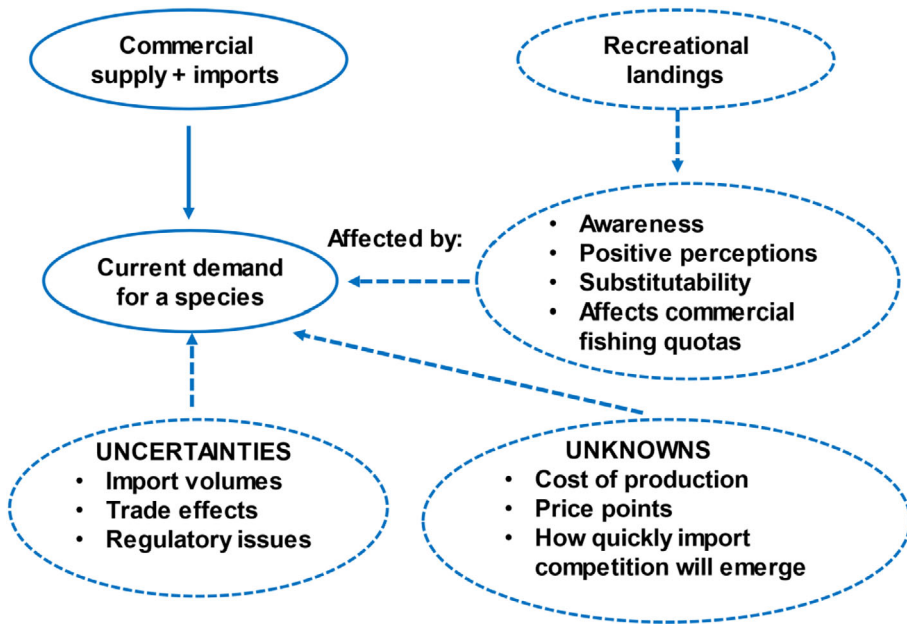 Commercial
supply + imports
Recreational
landings
Affected by:
• Awareness
• Positive perceptions
• Substitutability
• Affects commercial
fishing quotas
Current demand
for a species
UNCERTAINTIES
• Import volumes
• Trade effects
• Regulatory issues
UNKNOWNS
• Cost of production
• Price points
• How quickly import
competition will emerge